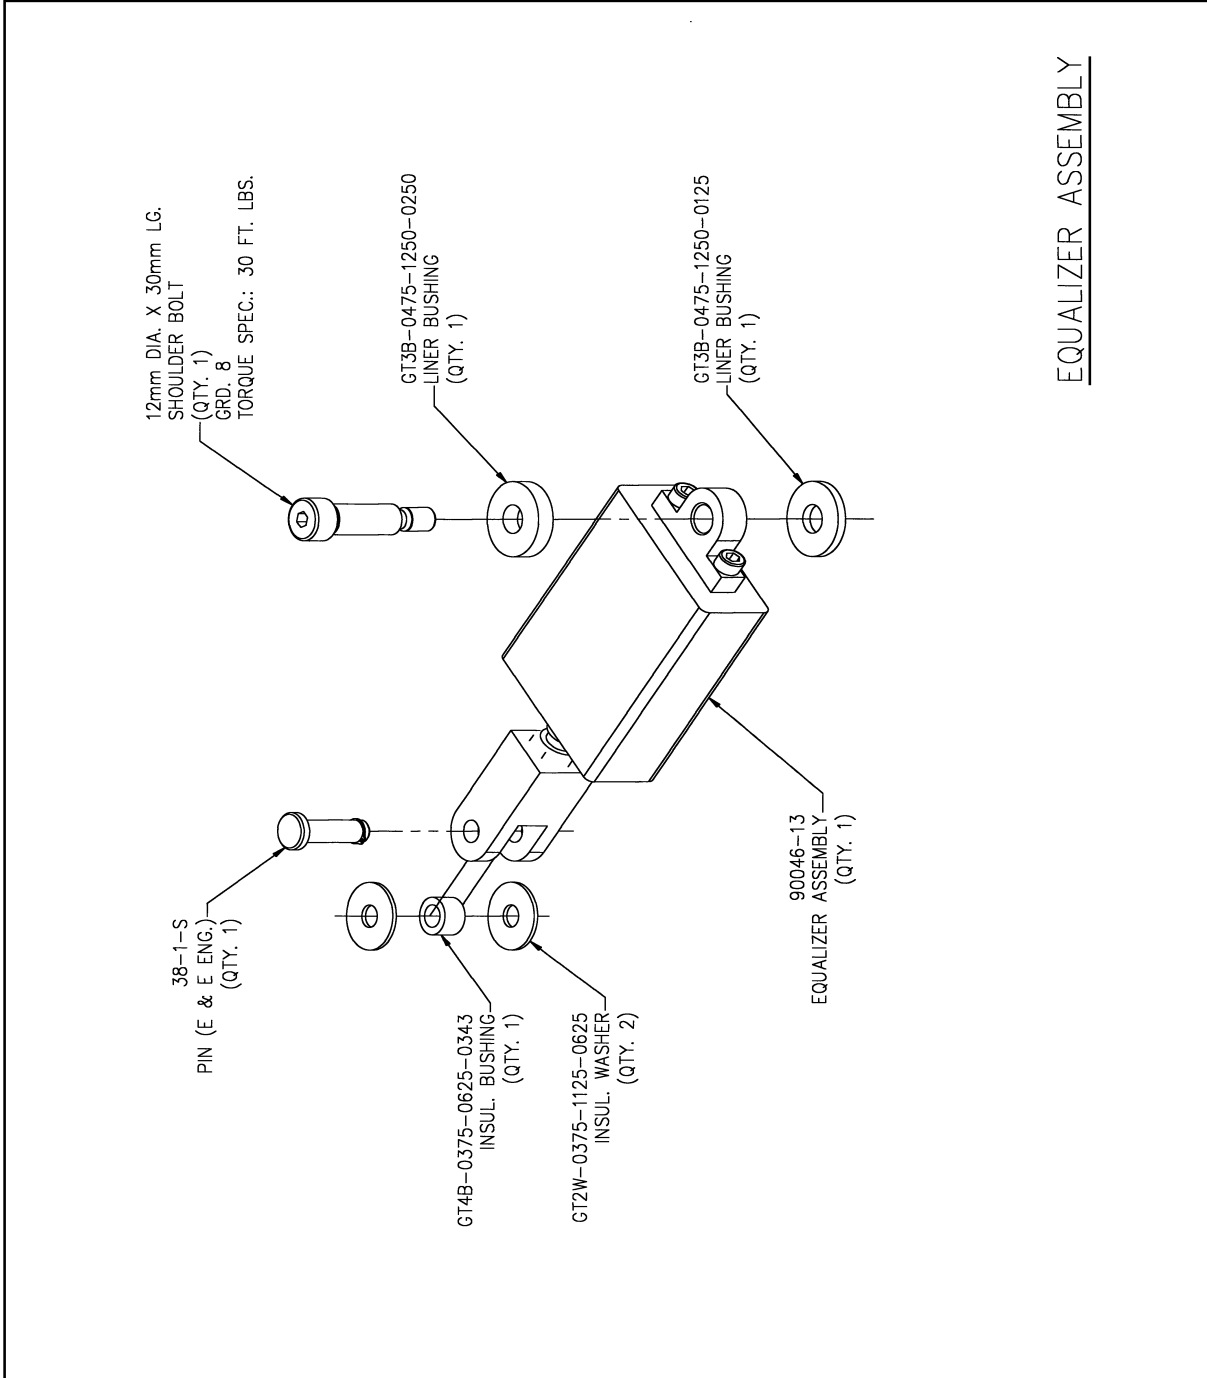 12mm DIA. X 30mm LG.
SHOULDER BOLT
(QTY. 1)
GRD. 8
TORQUE SPEC.: 30 FT. LBS.
GT3B-0475-1250-0250
LINER BUSHING
(QTY. 1)
GT3B-0475-1250-0125
LINER BUSHING
(QTY. 1)
38-1-S
PIN (E & E ENG.)
(QTY. 1)
GT4B-0375-0625-0343
INSUL. BUSHING
(QTY. 1)
GT2W-0375-1125-0625
INSUL. WASHER
(QTY. 2)
90046-13
EQUALIZER ASSEMBLY
(QTY. 1)
EQUALIZER ASSEMBLY